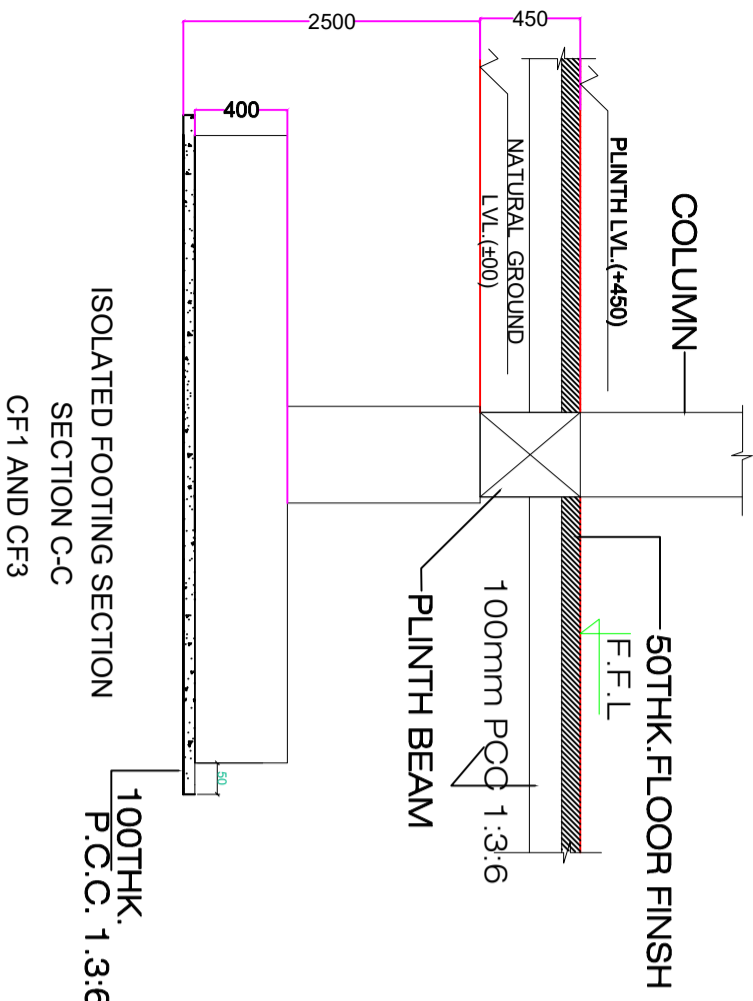 COLUMN
PLINTH LVL.(+450)
NATURAL GROUND
LVL.(±00)
450
2500
400
50THK.FLOOR FINSH
F.F.L
100mm PCC 1:3:6
PLINTH BEAM
50
100THK.
P.C.C. 1.3:6
ISOLATED FOOTING SECTION
SECTION C-C
CF1 AND CF3